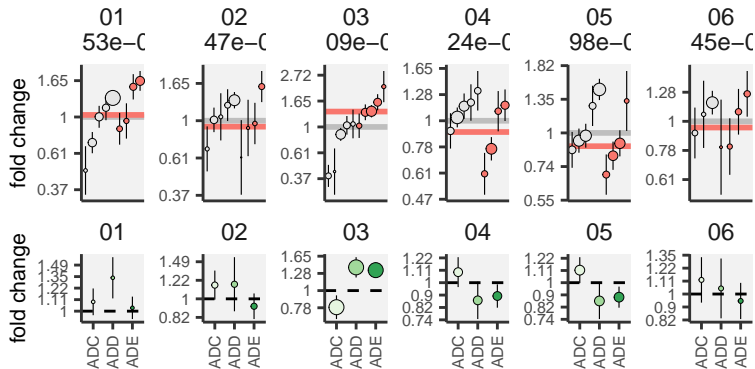 01 02 03 04 05 06
53e−0 47e−0 09e−0 24e−0 98e−0 45e−0
fold change
1.65 1 0.61 0.37
1.65 1 0.61 0.37
2.72 1.65 1 0.61 0.37
1.65 1.28 1 0.78 0.61 0.47
1.82 1.35 1 0.74 0.55
1.28 1 0.78 0.61
01 02 03 04 05 06
fold change
1.49 1.35 1.22 1.11 1
1.49 1.22 1 0.82
1.65 1.28 1 0.78
1.22 1.11 1 0.9 0.82 0.74
1.22 1.11 1 0.9 0.82 0.74
1.35 1.22 1.11 1 0.9 0.82
ADC ADD ADE ADC ADD ADE ADC ADD ADE ADC ADD ADE ADC ADD ADE ADC ADD ADE